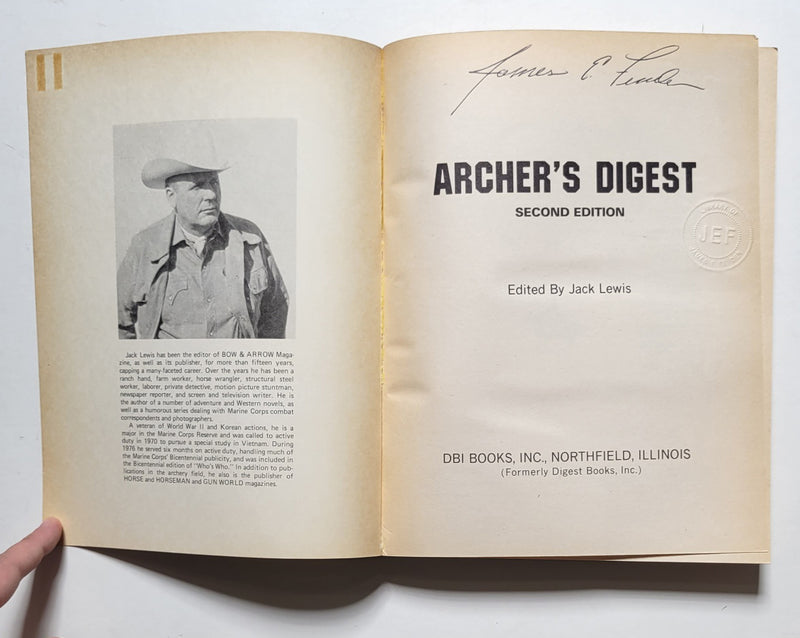 Jack Lewis has been the editor of BOW & ARROW Maga-
zine, as well as its publisher, for more than fifteen years,
capping a many-faceted career. Over the years he has been a
ranch hand, farm worker, horse wrangler, structural steel
worker, laborer, private detective, motion picture stuntman,
newspaper reporter, and screen and television writer. He is
the author of a number of adventure and Western novels, as
well as a humorous series dealing with Marine Corps combat
correspondents and photographers.
A veteran of World War II and Korean actions, he is a
major in the Marine Corps Reserve and was called to active
duty in 1970 to pursue a special study in Vietnam. During
1976 he served six months on active duty, handling much of
the Marine Corps' Bicentennial publicity, and was included in
the Bicentennial edition of "Who's Who." In addition to pub-
lications in the archery field, he also is the publisher of
HORSE and HORSEMAN and GUN WORLD magazines.
James E.
ARCHER'S DIGEST
SECOND EDITION
LIBRARY OF
JEF
Edited By Jack Lewis
DBI BOOKS, INC., NORTHFIELD, ILLINOIS
(Formerly Digest Books, Inc.)